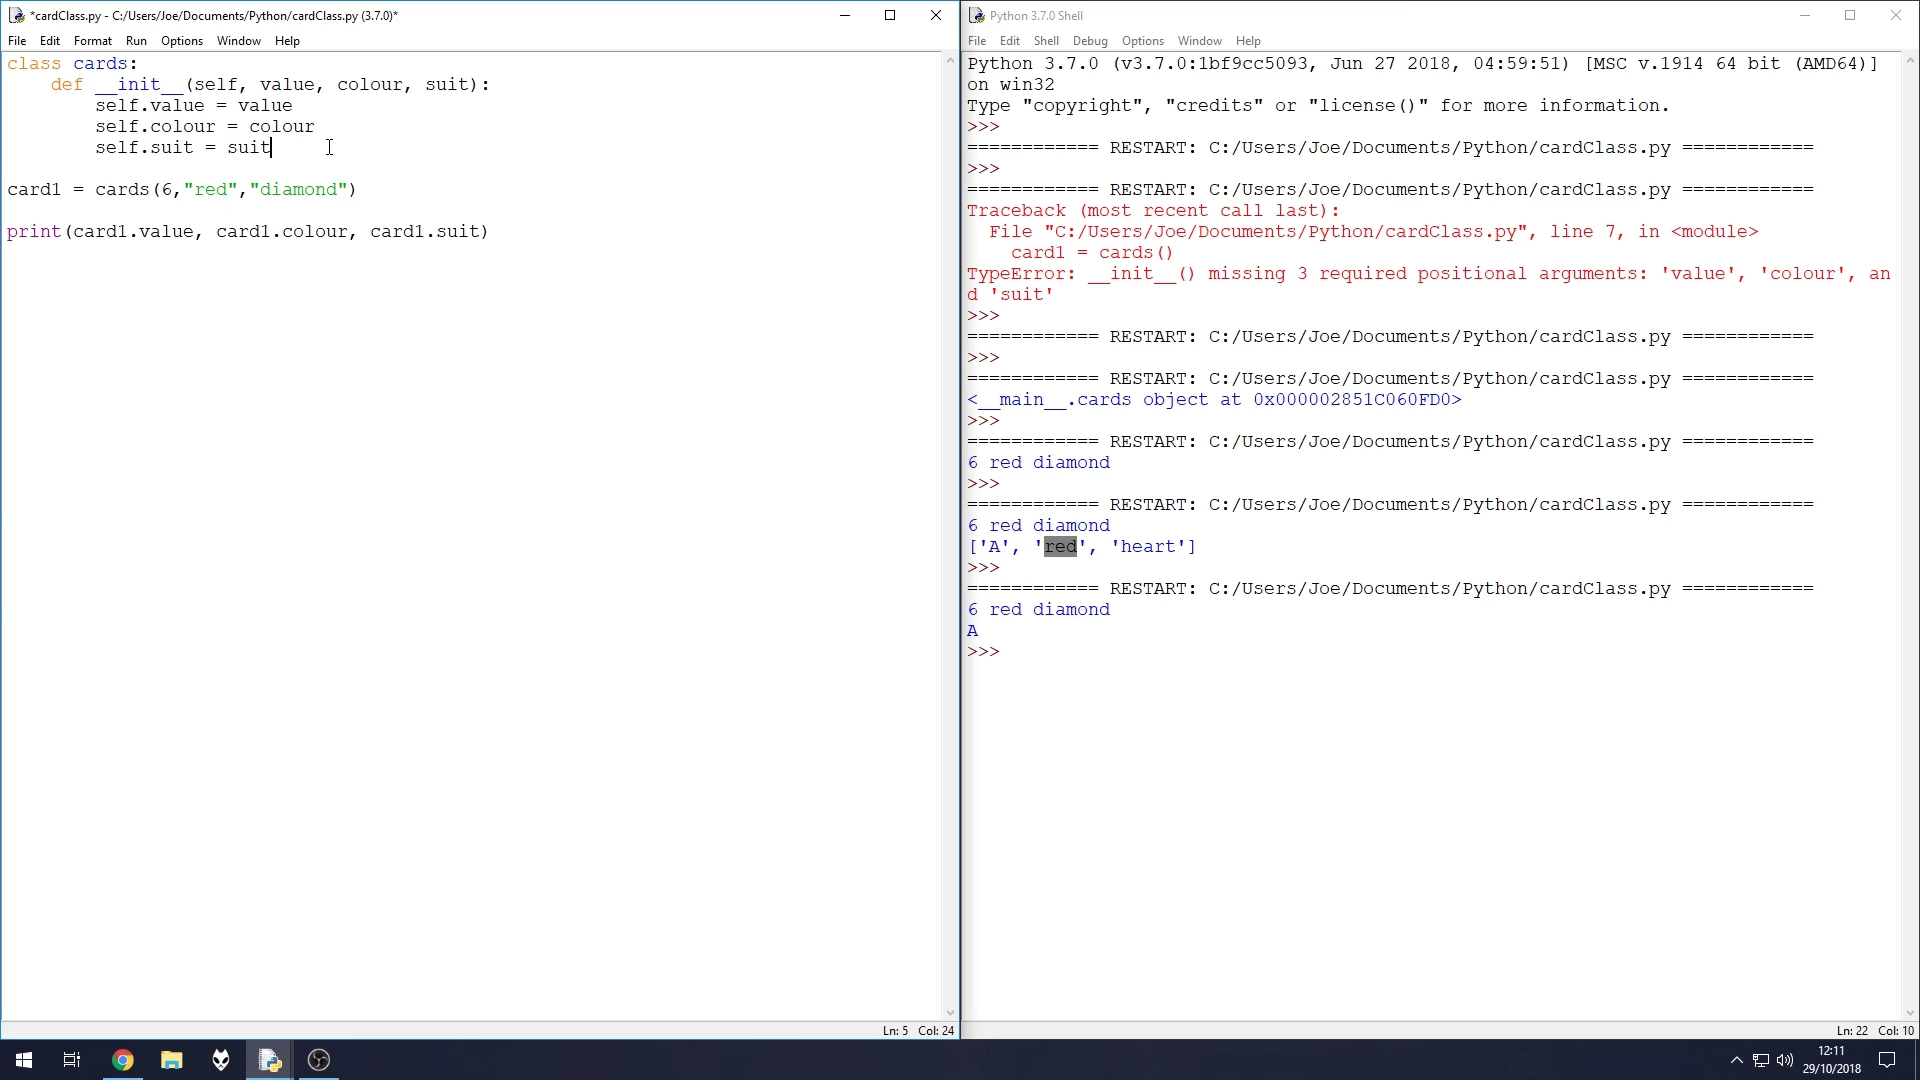 *cardClass.py - C:/Users/Joe/Documents/Python/cardClass.py (3.7.0)*
File Edit Format Run Options Window Help
class cards:
    def __init__(self, value, colour, suit):
        self.value = value
        self.colour = colour
        self.suit = suit
card1 = cards(6,"red","diamond")
print(card1.value, card1.colour, card1.suit)
Ln: 5 Col: 24
Python 3.7.0 Shell
File Edit Shell Debug Options Window Help
Python 3.7.0 (v3.7.0:1bf9cc5093, Jun 27 2018, 04:59:51) [MSC v.1914 64 bit (AMD64)]
on win32
Type "copyright", "credits" or "license()" for more information.
>>>
============ RESTART: C:/Users/Joe/Documents/Python/cardClass.py ============
>>>
============ RESTART: C:/Users/Joe/Documents/Python/cardClass.py ============
Traceback (most recent call last):
  File "C:/Users/Joe/Documents/Python/cardClass.py", line 7, in <module>
    card1 = cards()
TypeError: __init__() missing 3 required positional arguments: 'value', 'colour', an
d 'suit'
>>>
============ RESTART: C:/Users/Joe/Documents/Python/cardClass.py ============
>>>
============ RESTART: C:/Users/Joe/Documents/Python/cardClass.py ============
<__main__.cards object at 0x000002851C060FD0>
>>>
============ RESTART: C:/Users/Joe/Documents/Python/cardClass.py ============
6 red diamond
>>>
============ RESTART: C:/Users/Joe/Documents/Python/cardClass.py ============
6 red diamond
['A', 'red', 'heart']
>>>
============ RESTART: C:/Users/Joe/Documents/Python/cardClass.py ============
6 red diamond
A
>>>
Ln: 22 Col: 10
12:11
29/10/2018